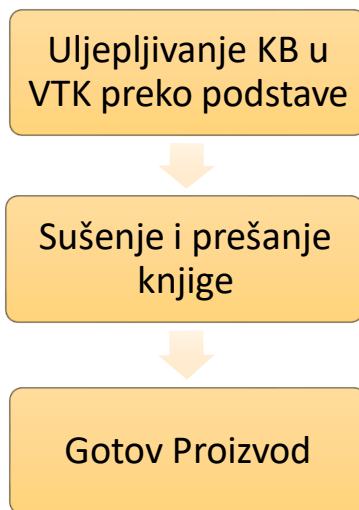 Uljepljivanje KB u
VTK preko podstave
Sušenje i prešanje
knjige
Gotov Proizvod